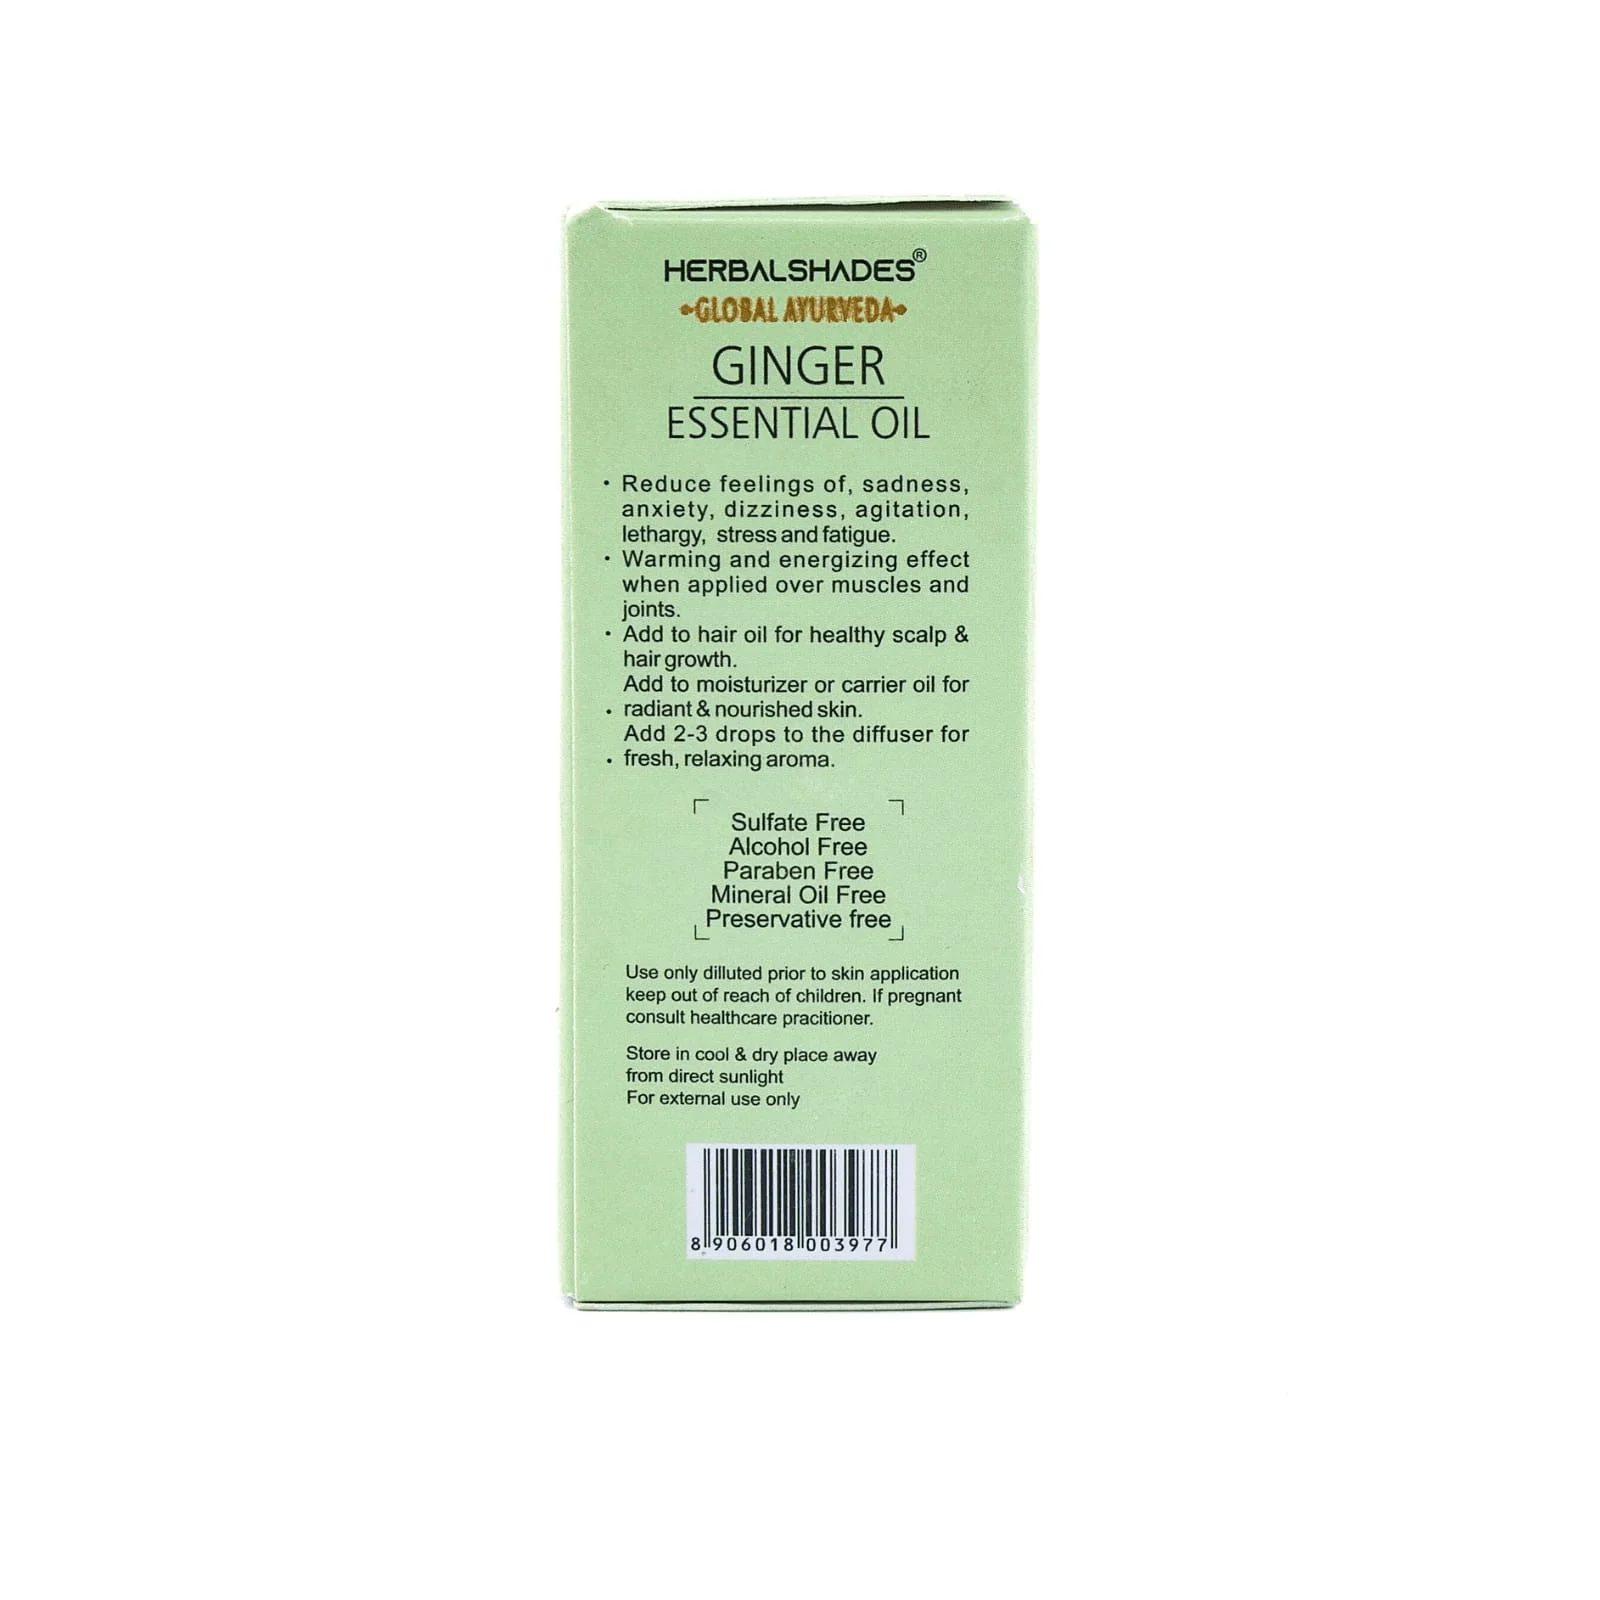 HERBALSHADES®
GLOBAL AYURVEDA
GINGER
ESSENTIAL OIL
• Reduce feelings of, sadness,
anxiety, dizziness, agitation,
lethargy, stress and fatigue.
• Warming and energizing effect
when applied over muscles and
joints.
• Add to hair oil for healthy scalp &
hair growth.
Add to moisturizer or carrier oil for
• radiant & nourished skin.
Add 2-3 drops to the diffuser for
• fresh, relaxing aroma.
Sulfate Free
Alcohol Free
Paraben Free
Mineral Oil Free
Preservative free
Use only dilluted prior to skin application
keep out of reach of children. If pregnant
consult healthcare pracitioner.
Store in cool & dry place away
from direct sunlight
For external use only
8 906018 003977